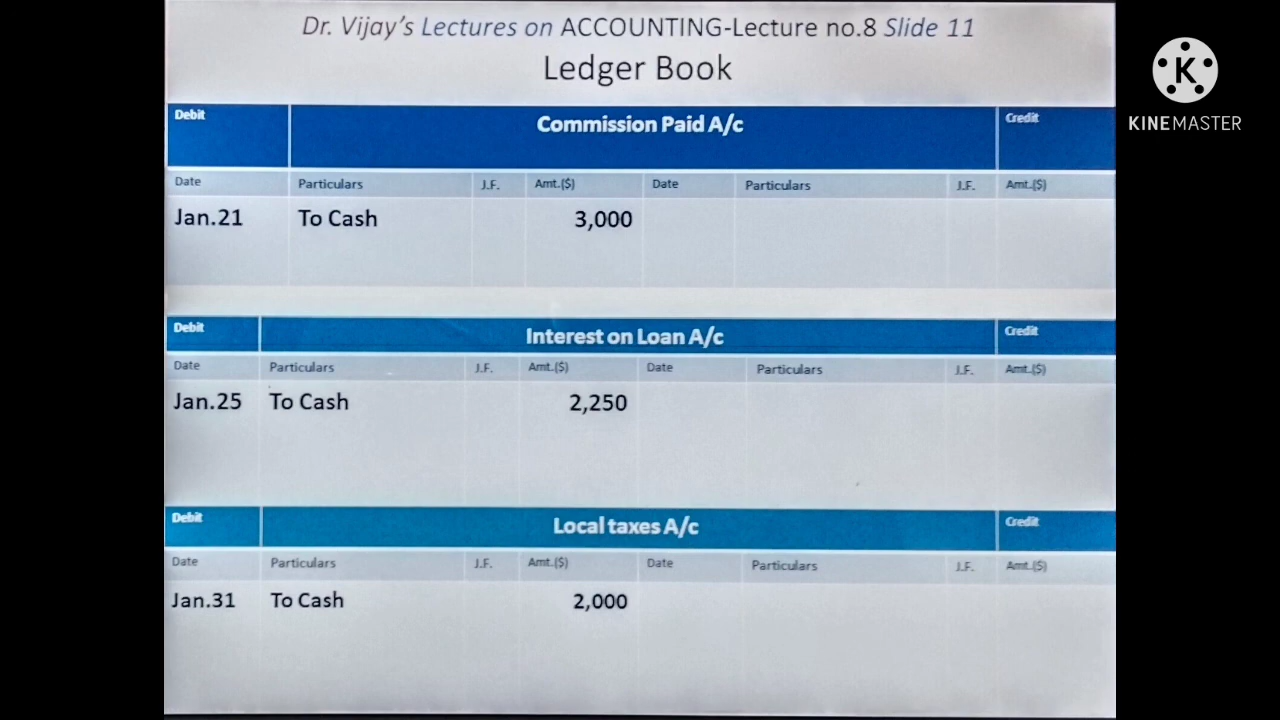 Dr. Vijay's Lectures on ACCOUNTING-Lecture no.8 Slide 11
Ledger Book
K
KINEMASTER
Debit Commission Paid A/c Credit
Date Particulars J.F. Amt.($) Date Particulars J.F. Amt.($)
Jan.21 To Cash 3,000
Debit Interest on Loan A/c Credit
Date Particulars J.F. Amt.($) Date Particulars J.F. Amt.($)
Jan.25 To Cash 2,250
Debit Local taxes A/c Credit
Date Particulars J.F. Amt.($) Date Particulars J.F. Amt.($)
Jan.31 To Cash 2,000